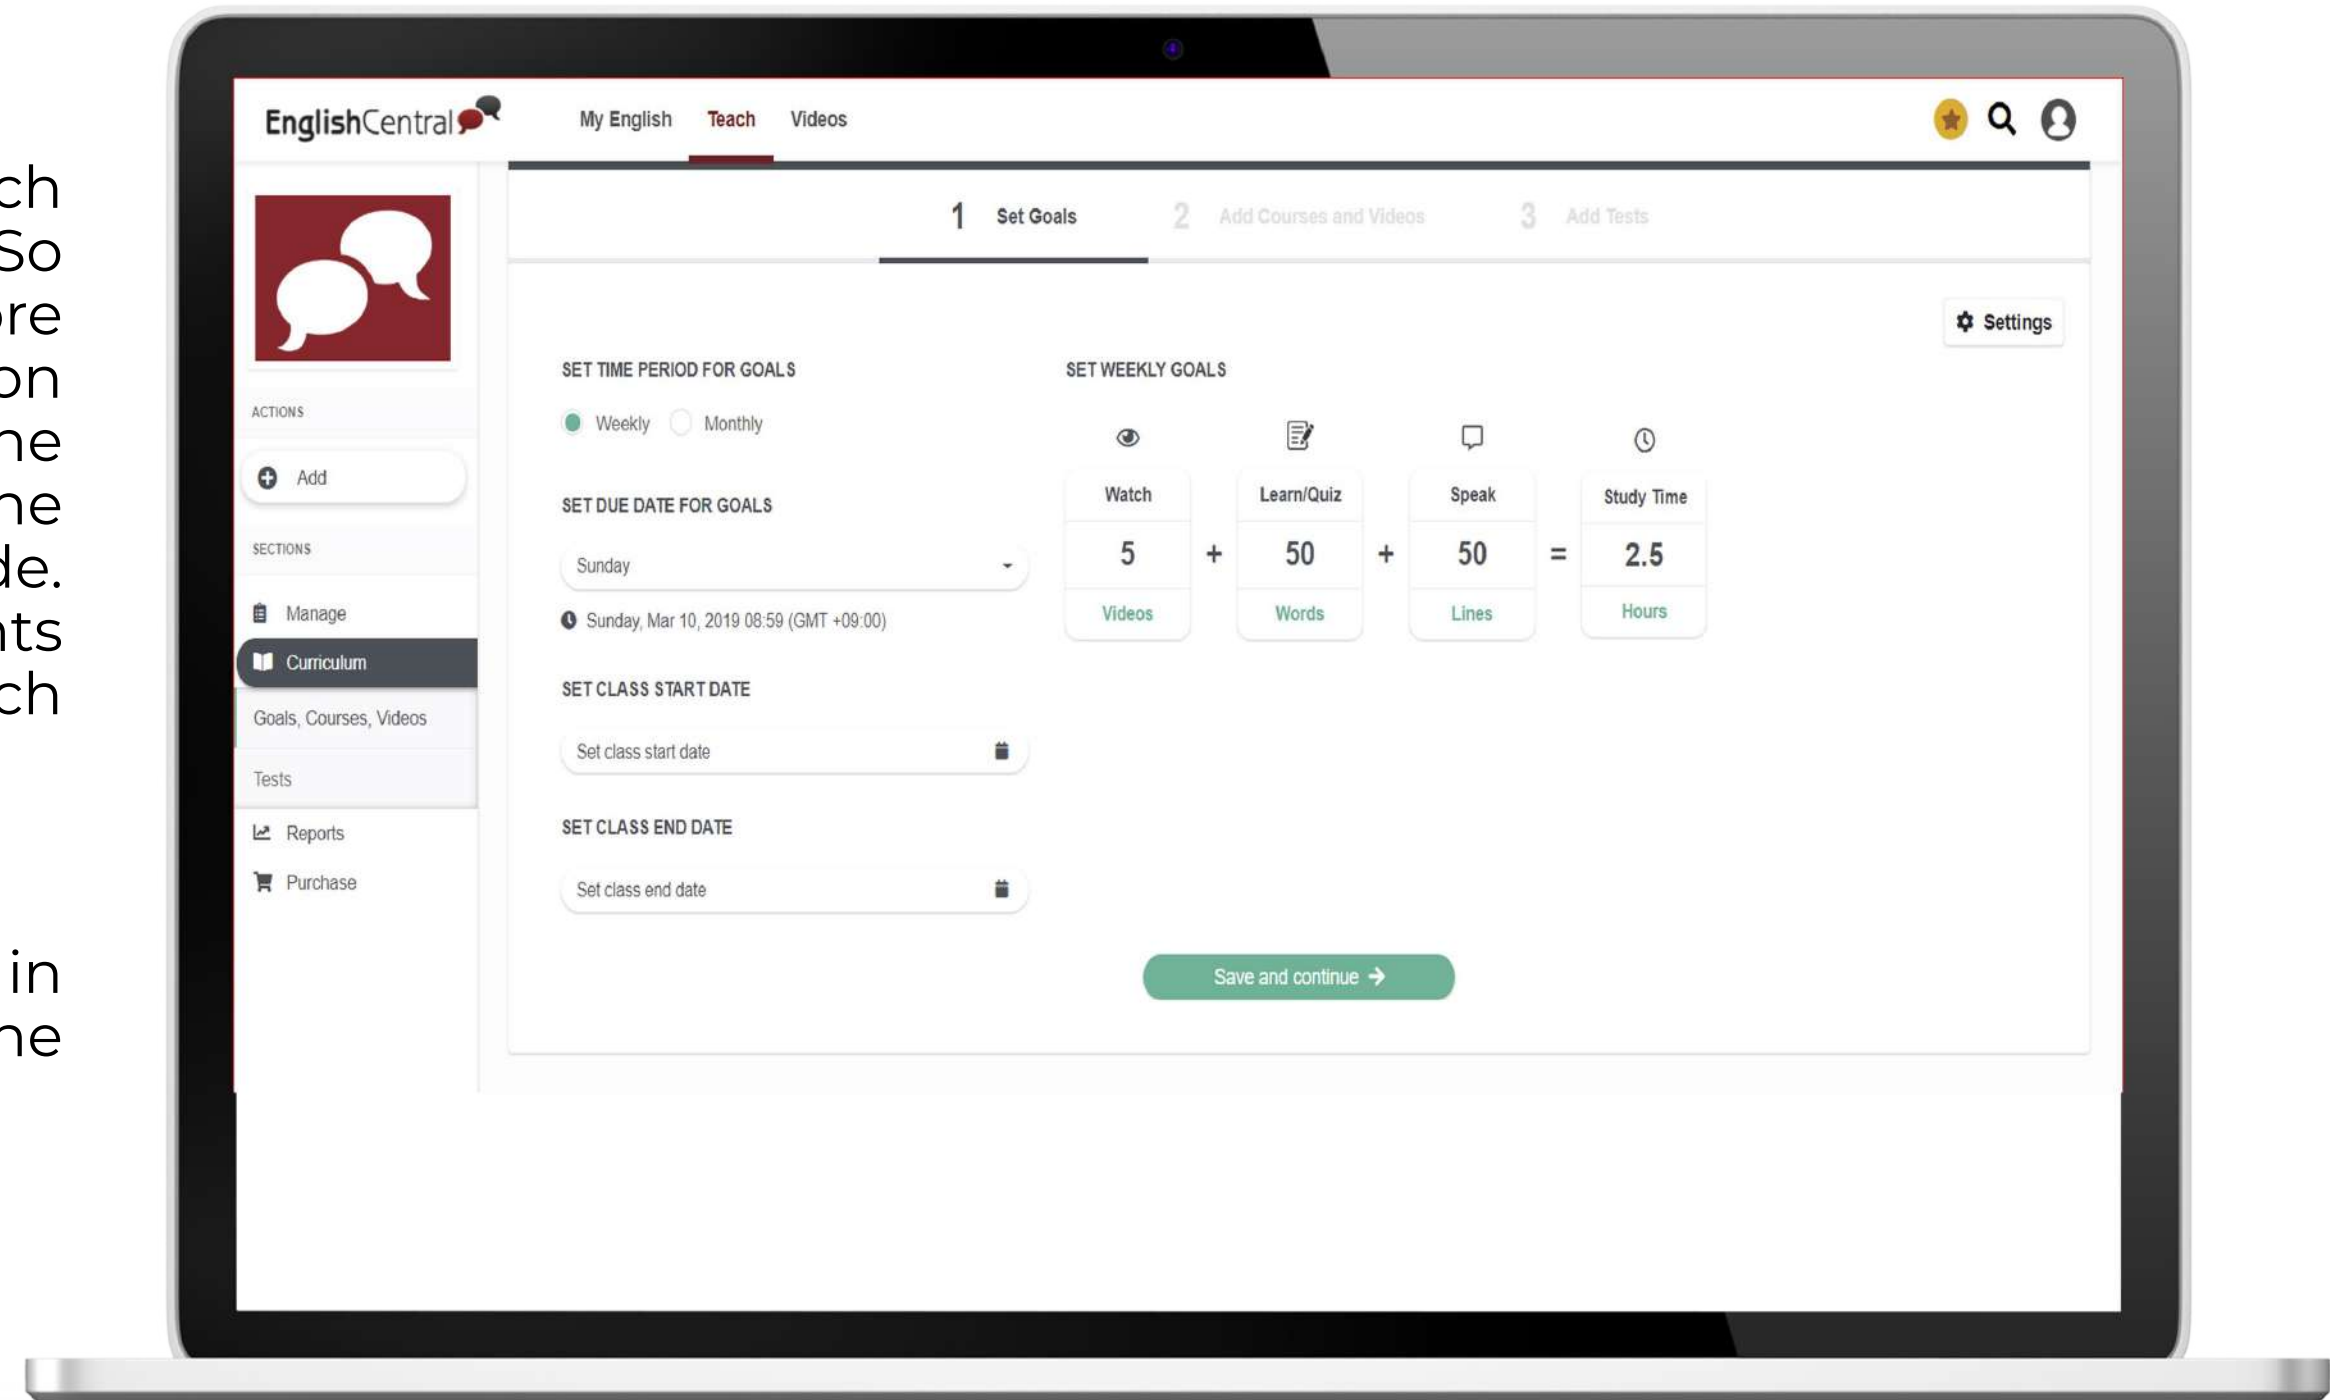 EnglishCentral
My English Teach Videos
1 Set Goals 2 Add Courses and Videos 3 Add Tests
Settings
ACTIONS
Add
SECTIONS
Manage
Curriculum
Goals, Courses, Videos
Tests
Reports
Purchase
SET TIME PERIOD FOR GOALS
Weekly Monthly
SET DUE DATE FOR GOALS
Sunday
Sunday, Mar 10, 2019 08:59 (GMT +09:00)
SET CLASS START DATE
Set class start date
SET CLASS END DATE
Set class end date
SET WEEKLY GOALS
Watch Learn/Quiz Speak Study Time
5 + 50 + 50 = 2.5
Videos Words Lines Hours
Save and continue →
So
on
in